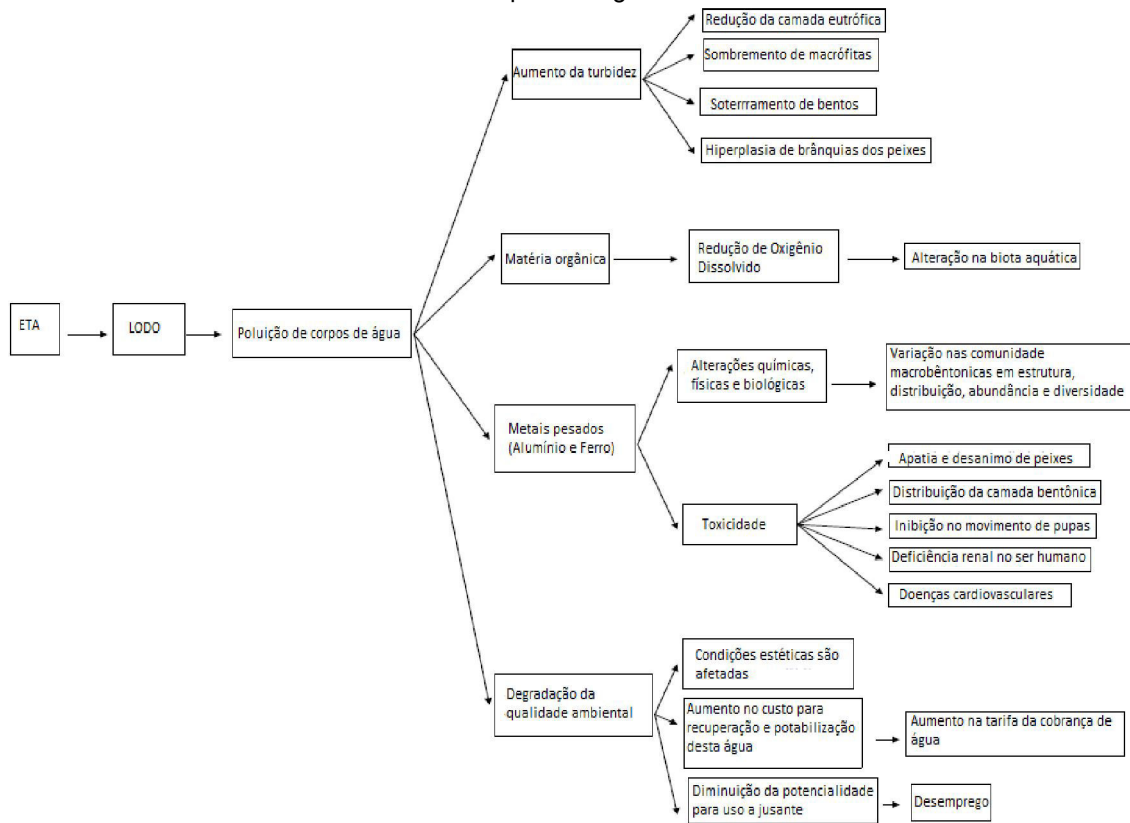 Redução da camada eutrófica
Sombremento de macrófitas
Aumento da turbidez
Soterrramento de bentos
Hiperplasia de brânquias dos peixes
Matéria orgânica
Redução de Oxigênio
Dissolvido
Alteração na biota aquática
ETA
LODO
Poluição de corpos de água
Alterações químicas,
físicas e biológicas
Variação nas comunidade
macrobêntonicas em estrutura,
distribuição, abundância e diversidade
Metais pesados
(Alumínio e Ferro)
Toxicidade
Apatia e desanimo de peixes
Distribuição da camada bentônica
Inibição no movimento de pupas
Deficiência renal no ser humano
Doenças cardiovasculares
Degradação da
qualidade ambiental
Condições estéticas são
afetadas
Aumento no custo para
recuperação e potabilização
desta água
Aumento na tarifa da cobrança de
água
Diminuição da potencialidade
para uso a jusante
Desemprego